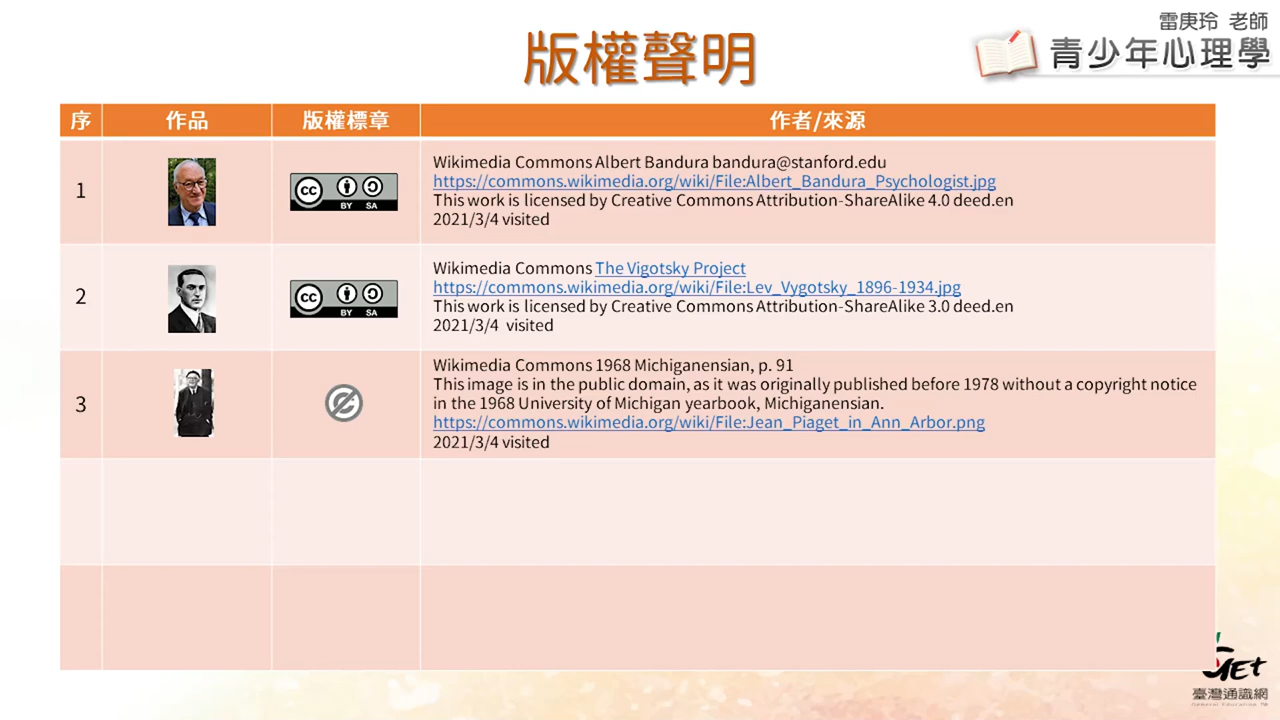 雷庚玲 老師
青少年心理學
版權聲明
序 作品 版權標章 作者/來源
1
cc BY SA
Wikimedia Commons Albert Bandura bandura@stanford.edu
https://commons.wikimedia.org/wiki/File:Albert_Bandura_Psychologist.jpg
This work is licensed by Creative Commons Attribution-ShareAlike 4.0 deed.en
2021/3/4 visited
2
cc BY SA
Wikimedia Commons The Vigotsky Project
https://commons.wikimedia.org/wiki/File:Lev_Vygotsky_1896-1934.jpg
This work is licensed by Creative Commons Attribution-ShareAlike 3.0 deed.en
2021/3/4 visited
3
Wikimedia Commons 1968 Michiganensian, p. 91
This image is in the public domain, as it was originally published before 1978 without a copyright notice
in the 1968 University of Michigan yearbook, Michiganensian.
https://commons.wikimedia.org/wiki/File:Jean_Piaget_in_Ann_Arbor.png
2021/3/4 visited
臺灣通識網